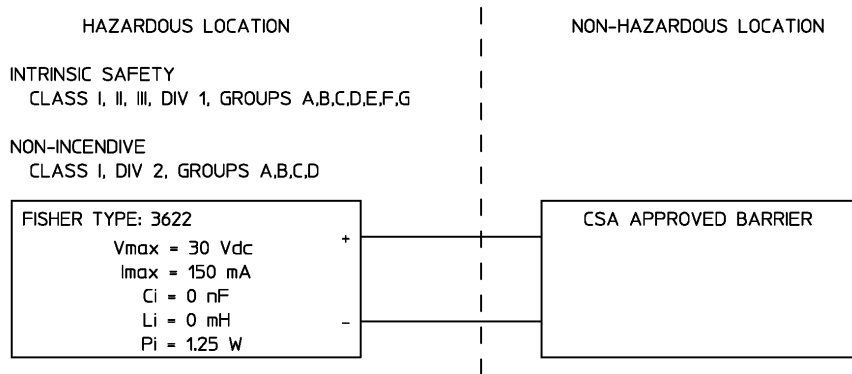 HAZARDOUS LOCATION
NON-HAZARDOUS LOCATION
INTRINSIC SAFETY
CLASS I, II, III, DIV 1, GROUPS A,B,C,D,E,F,G
NON-INCENDIVE
CLASS I, DIV 2, GROUPS A,B,C,D
FISHER TYPE: 3622
Vmax = 30 Vdc
Imax = 150 mA
Ci = 0 nF
Li = 0 mH
Pi = 1.25 W
+
-
CSA APPROVED BARRIER